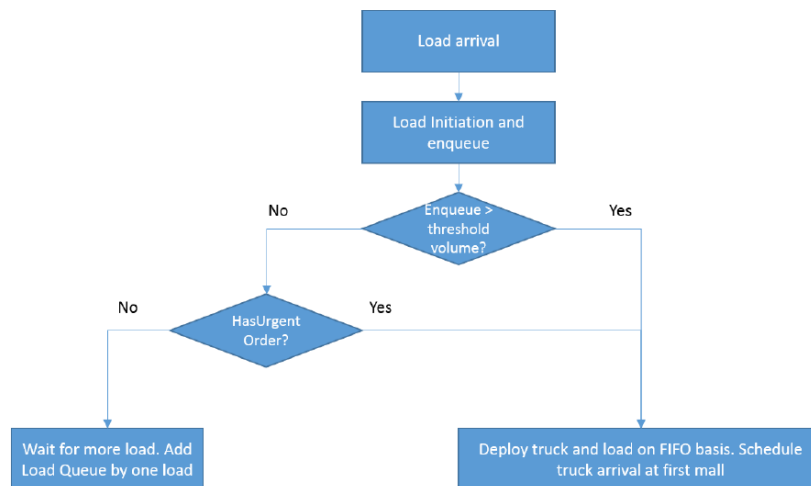 Load arrival
Load Initiation and
enqueue
No
Enqueue >
threshold
volume?
Yes
No
HasUrgent
Order?
Yes
Wait for more load. Add
Load Queue by one load
Deploy truck and load on FIFO basis. Schedule
truck arrival at first mall